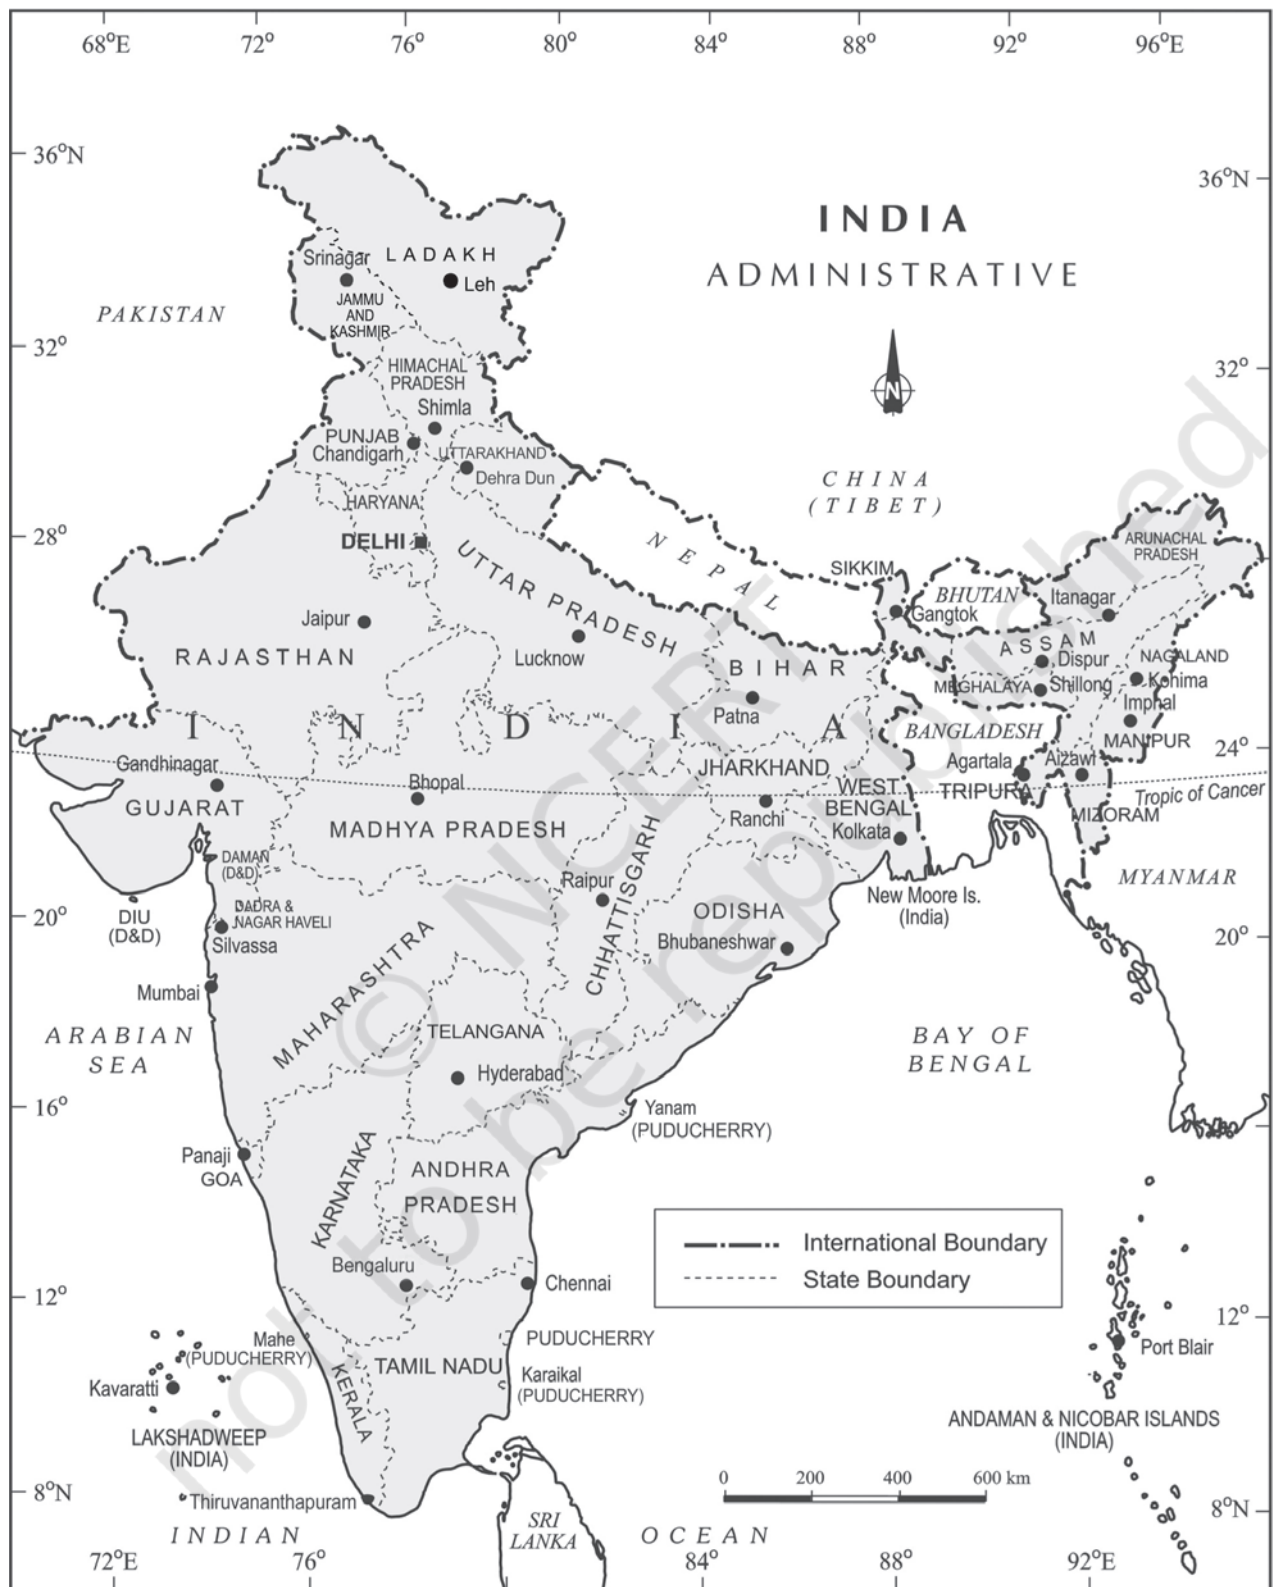 68°E 72° 76° 80° 84° 88° 92° 96°E
36°N
36°N
INDIA
ADMINISTRATIVE
LADAKH
Srinagar
Leh
JAMMU
AND
KASHMIR
PAKISTAN
32°
32°
HIMACHAL
PRADESH
Shimla
N
PUNJAB
Chandigarh
UTTARAKHAND
Dehra Dun
CHINA
(TIBET)
HARYANA
28°
DELHI
NEPAL
ARUNACHAL
PRADESH
SIKKIM
UTTAR PRADESH
BHUTAN
Itanagar
Gangtok
Jaipur
ASSAM
RAJASTHAN
Lucknow
BIHAR
Dispur
NAGALAND
MEGHALAYA
Shillong
Kohima
Patna
Imphal
INDIA
BANGLADESH
MANIPUR
24°
Gandhinagar
Agartala
Aizawl
JHARKHAND
Bhopal
WEST
BENGAL
TRIPURA
Tropic of Cancer
GUJARAT
MADHYA PRADESH
Ranchi
Kolkata
MIZORAM
DAMAN
(D&D)
CHHATTISGARH
Raipur
MYANMAR
New Moore Is.
(India)
20°
DIU
(D&D)
DADRA &
NAGAR HAVELI
Silvassa
ODISHA
Bhubaneshwar
20°
MAHARASHTRA
Mumbai
ARABIAN
SEA
TELANGANA
BAY OF
BENGAL
Hyderabad
16°
Yanam
(PUDUCHERRY)
Panaji
GOA
KARNATAKA
ANDHRA
PRADESH
International Boundary
State Boundary
Bengaluru
Chennai
12°
12°
Mahe
(PUDUCHERRY)
PUDUCHERRY
Port Blair
TAMIL NADU
KERALA
Karaikal
(PUDUCHERRY)
Kavaratti
LAKSHADWEEP
(INDIA)
ANDAMAN & NICOBAR ISLANDS
(INDIA)
0 200 400 600 km
8°N
Thiruvananthapuram
8°N
INDIAN OCEAN
SRI
LANKA
72°E 76° 84° 88° 92°E
© NCERT
not to be republished